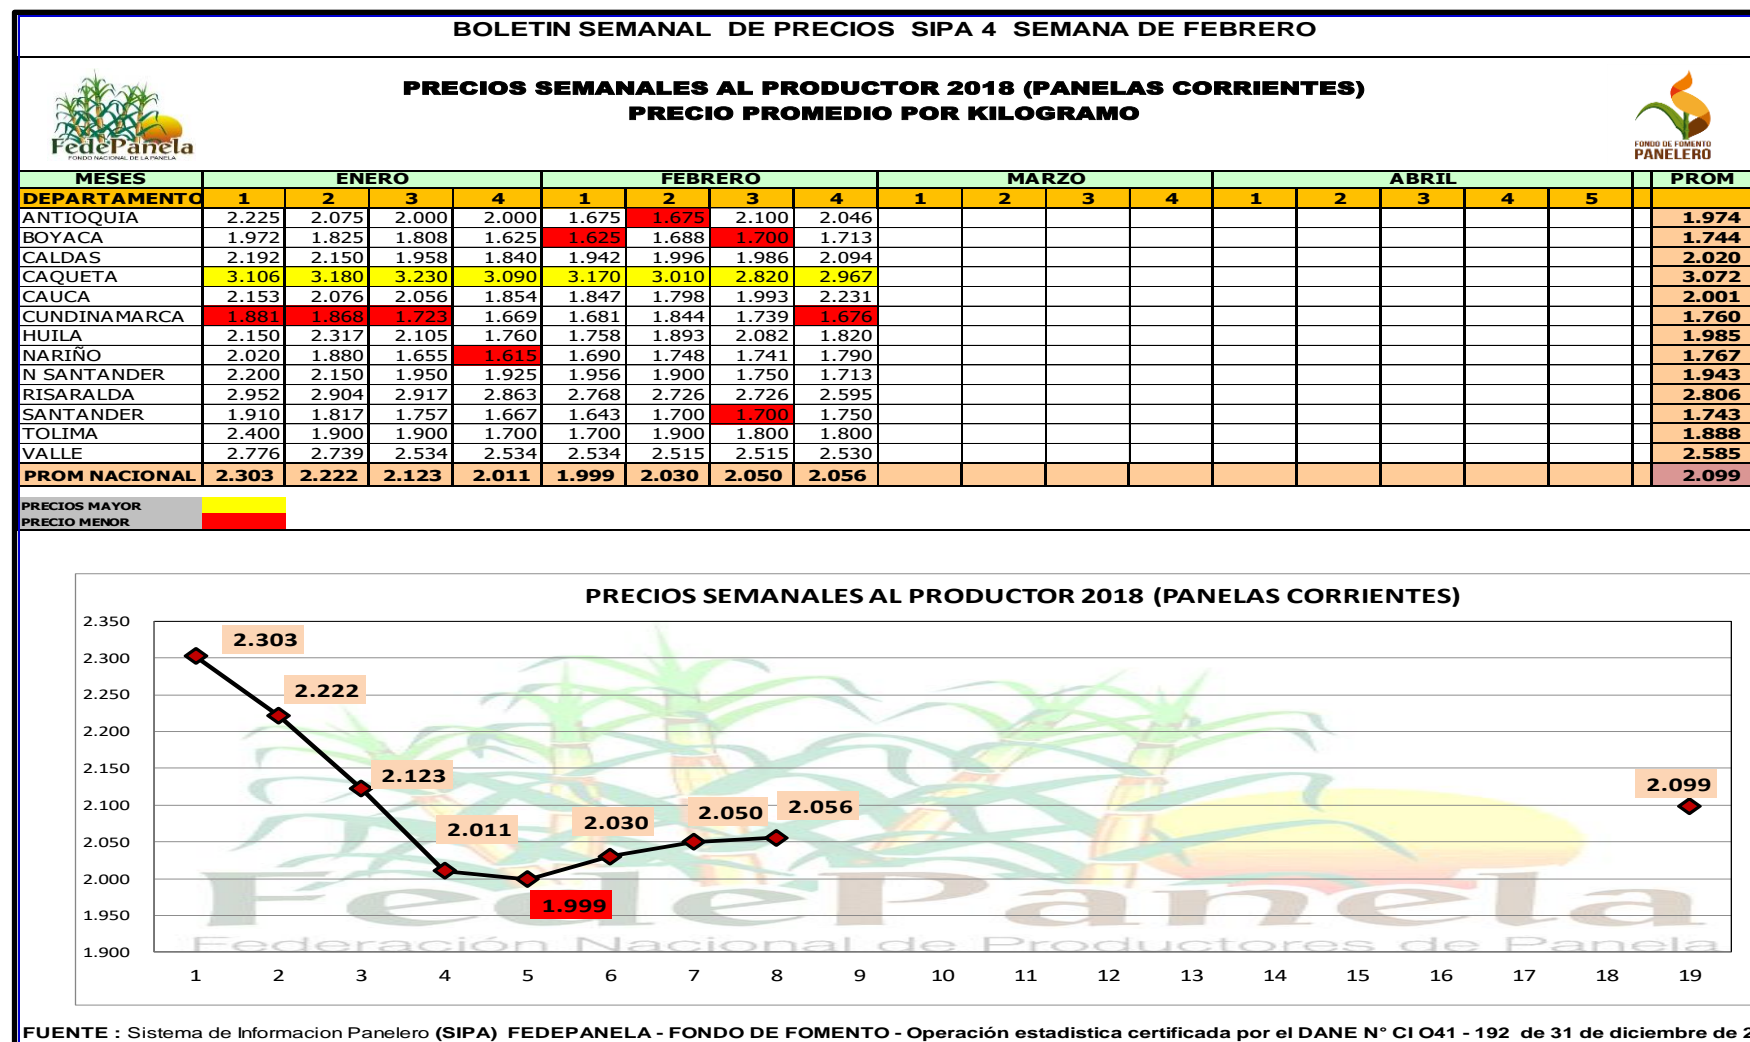 BOLETIN SEMANAL DE PRECIOS SIPA 4 SEMANA DE FEBRERO
PRECIOS SEMANALES AL PRODUCTOR 2018 (PANELAS CORRIENTES)
PRECIO PROMEDIO POR KILOGRAMO
FedePanela
FONDO NACIONAL DE LA PANELA
FONDO DE FOMENTO
PANELERO
MESES ENERO FEBRERO MARZO ABRIL PROM
DEPARTAMENTO 1 2 3 4 1 2 3 4 1 2 3 4 1 2 3 4 5
ANTIOQUIA 2.225 2.075 2.000 2.000 1.675 1.675 2.100 2.046 1.974
BOYACA 1.972 1.825 1.808 1.625 1.625 1.688 1.700 1.713 1.744
CALDAS 2.192 2.150 1.958 1.840 1.942 1.996 1.986 2.094 2.020
CAQUETA 3.106 3.180 3.230 3.090 3.170 3.010 2.820 2.967 3.072
CAUCA 2.153 2.076 2.056 1.854 1.847 1.798 1.993 2.231 2.001
CUNDINAMARCA 1.881 1.868 1.723 1.669 1.681 1.844 1.739 1.676 1.760
HUILA 2.150 2.317 2.105 1.760 1.758 1.893 2.082 1.820 1.985
NARIÑO 2.020 1.880 1.655 1.615 1.690 1.748 1.741 1.790 1.767
N SANTANDER 2.200 2.150 1.950 1.925 1.956 1.900 1.750 1.713 1.943
RISARALDA 2.952 2.904 2.917 2.863 2.768 2.726 2.726 2.595 2.806
SANTANDER 1.910 1.817 1.757 1.667 1.643 1.700 1.700 1.750 1.743
TOLIMA 2.400 1.900 1.900 1.700 1.700 1.900 1.800 1.800 1.888
VALLE 2.776 2.739 2.534 2.534 2.534 2.515 2.515 2.530 2.585
PROM NACIONAL 2.303 2.222 2.123 2.011 1.999 2.030 2.050 2.056 2.099
PRECIOS MAYOR
PRECIO MENOR
PRECIOS SEMANALES AL PRODUCTOR 2018 (PANELAS CORRIENTES)
2.350
2.300
2.250
2.200
2.150
2.100
2.050
2.000
1.950
1.900
2.303
2.222
2.123
2.011
1.999
2.030
2.050
2.056
2.099
FedePanela
Federación Nacional de Productores de Panela
1 2 3 4 5 6 7 8 9 10 11 12 13 14 15 16 17 18 19
FUENTE : Sistema de Informacion Panelero (SIPA) FEDEPANELA - FONDO DE FOMENTO - Operación estadistica certificada por el DANE N° CI O41 - 192 de 31 de diciembre de 2